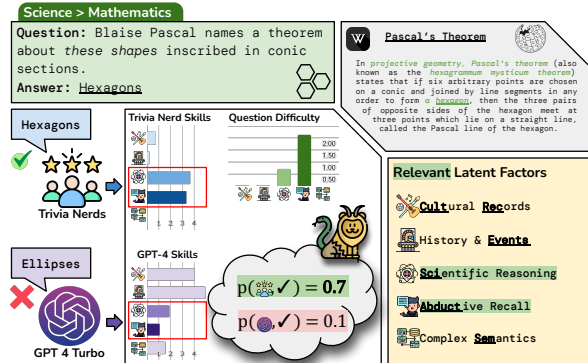 Science > Mathematics
Question: Blaise Pascal names a theorem
about these shapes inscribed in conic
sections.
Answer: Hexagons
W
Pascal's Theorem
In projective geometry, Pascal's theorem (also
known as the hexagrammum mysticum theorem)
states that if six arbitrary points are chosen
on a conic and joined by line segments in any
order to form a hexagon, then the three pairs
of opposite sides of the hexagon meet at
three points which lie on a straight line,
called the Pascal line of the hexagon.
Hexagons
Trivia Nerds
Trivia Nerd Skills
1 2 3 4
Question Difficulty
2.00
1.50
1.00
0.50
Ellipses
GPT 4 Turbo
GPT-4 Skills
1 2 3 4
p( ,✓) = 0.7
p( ,✓) = 0.1
Relevant Latent Factors
Cultural Records
History & Events
Scientific Reasoning
Abductive Recall
Complex Semantics